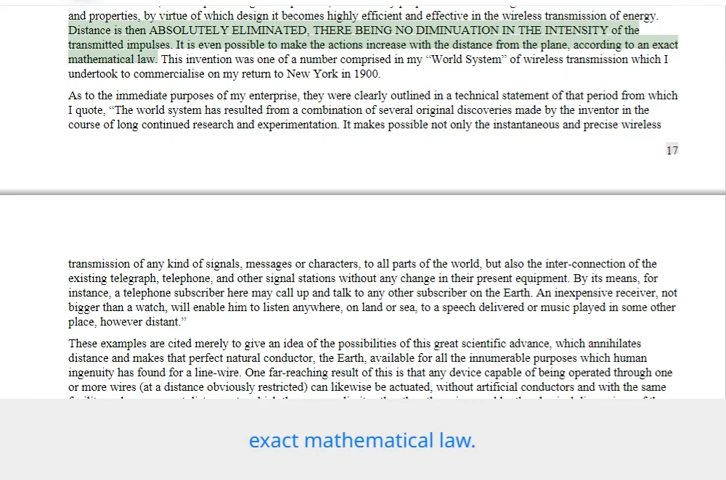 and properties, by virtue of which design it becomes highly efficient and effective in the wireless transmission of energy.
Distance is then ABSOLUTELY ELIMINATED, THERE BEING NO DIMINUATION IN THE INTENSITY of the
transmitted impulses. It is even possible to make the actions increase with the distance from the plane, according to an exact
mathematical law. This invention was one of a number comprised in my “World System” of wireless transmission which I
undertook to commercialise on my return to New York in 1900.
As to the immediate purposes of my enterprise, they were clearly outlined in a technical statement of that period from which
I quote, “The world system has resulted from a combination of several original discoveries made by the inventor in the
course of long continued research and experimentation. It makes possible not only the instantaneous and precise wireless
17
transmission of any kind of signals, messages or characters, to all parts of the world, but also the inter-connection of the
existing telegraph, telephone, and other signal stations without any change in their present equipment. By its means, for
instance, a telephone subscriber here may call up and talk to any other subscriber on the Earth. An inexpensive receiver, not
bigger than a watch, will enable him to listen anywhere, on land or sea, to a speech delivered or music played in some other
place, however distant.”
These examples are cited merely to give an idea of the possibilities of this great scientific advance, which annihilates
distance and makes that perfect natural conductor, the Earth, available for all the innumerable purposes which human
ingenuity has found for a line-wire. One far-reaching result of this is that any device capable of being operated through one
or more wires (at a distance obviously restricted) can likewise be actuated, without artificial conductors and with the same
exact mathematical law.